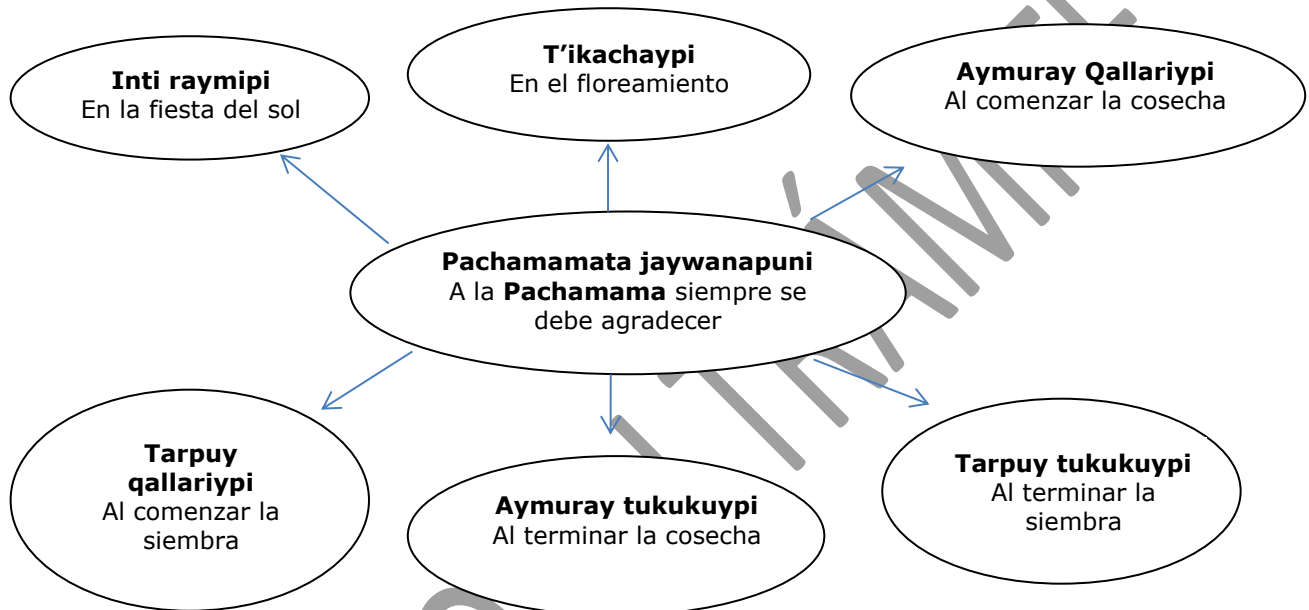 Inti raymipi
En la fiesta del sol
T’ikachaypi
En el floreamiento
Aymuray Qallariypi
Al comenzar la cosecha
Pachamamata jaywanapuni
A la Pachamama siempre se
debe agradecer
Tarpuy
qallariypi
Al comenzar la
siembra
Aymuray tukukuypi
Al terminar la cosecha
Tarpuy tukukuypi
Al terminar la
siembra